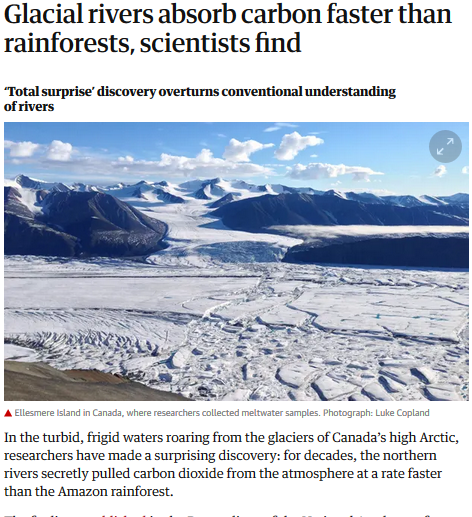 Glacial rivers absorb carbon faster than
rainforests, scientists find
‘Total surprise’ discovery overturns conventional understanding
of rivers
▲ Ellesmere Island in Canada, where researchers collected meltwater samples. Photograph: Luke Copland
In the turbid, frigid waters roaring from the glaciers of Canada’s high Arctic,
researchers have made a surprising discovery: for decades, the northern
rivers secretly pulled carbon dioxide from the atmosphere at a rate faster
than the Amazon rainforest.